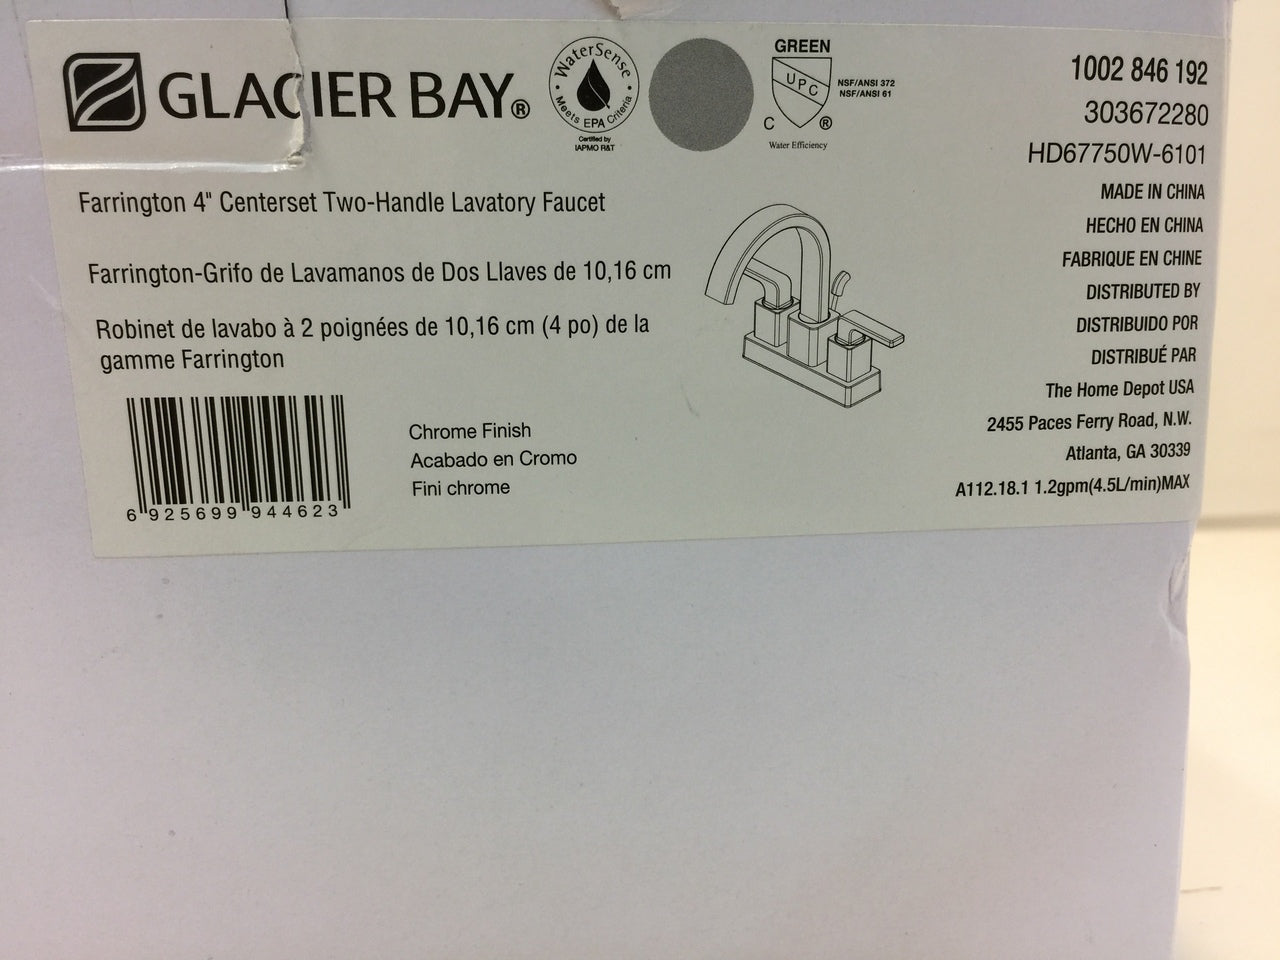 GLACIER BAY®
WaterSense
Meets EPA Criteria
Certified by
IAPMO R&T
GREEN
UPC
C ®
NSF/ANSI 372
NSF/ANSI 61
Water Efficiency
1002 846 192
303672280
HD67750W-6101
MADE IN CHINA
HECHO EN CHINA
FABRIQUE EN CHINE
DISTRIBUTED BY
DISTRIBUIDO POR
DISTRIBUÉ PAR
The Home Depot USA
2455 Paces Ferry Road, N.W.
Atlanta, GA 30339
A112.18.1 1.2gpm(4.5L/min)MAX
Farrington 4" Centerset Two-Handle Lavatory Faucet
Farrington-Grifo de Lavamanos de Dos Llaves de 10,16 cm
Robinet de lavabo à 2 poignées de 10,16 cm (4 po) de la
gamme Farrington
Chrome Finish
Acabado en Cromo
Fini chrome
6 925699 944623